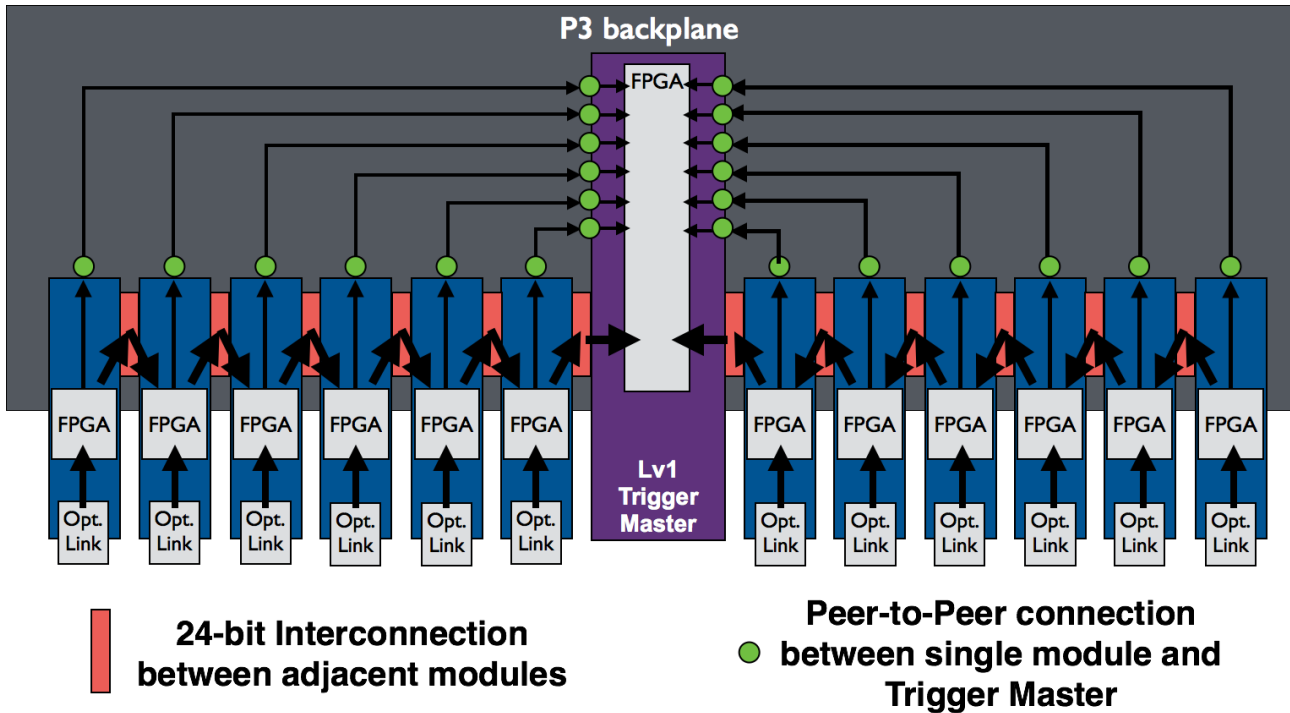 P3 backplane
FPGA
FPGA FPGA FPGA FPGA FPGA FPGA FPGA FPGA FPGA FPGA FPGA FPGA
Lv1
Trigger
Master
Opt. Opt. Opt. Opt. Opt. Opt. Opt. Opt. Opt. Opt. Opt. Opt.
Link Link Link Link Link Link Link Link Link Link Link Link
24-bit Interconnection
between adjacent modules
Peer-to-Peer connection
between single module and
Trigger Master